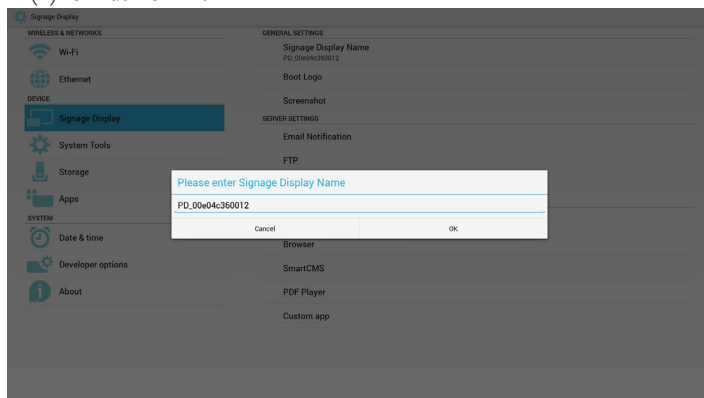 Signage Display
WIRELESS & NETWORKS
Wi-Fi
Ethernet
DEVICE
Signage Display
System Tools
Storage
Apps
SYSTEM
Date & time
Developer options
About
GENERAL SETTINGS
Signage Display Name
PD_00e04c360012
Boot Logo
Screenshot
SERVER SETTINGS
Email Notification
FTP
Please enter Signage Display Name
PD_00e04c360012
Cancel
OK
Browser
SmartCMS
PDF Player
Custom app